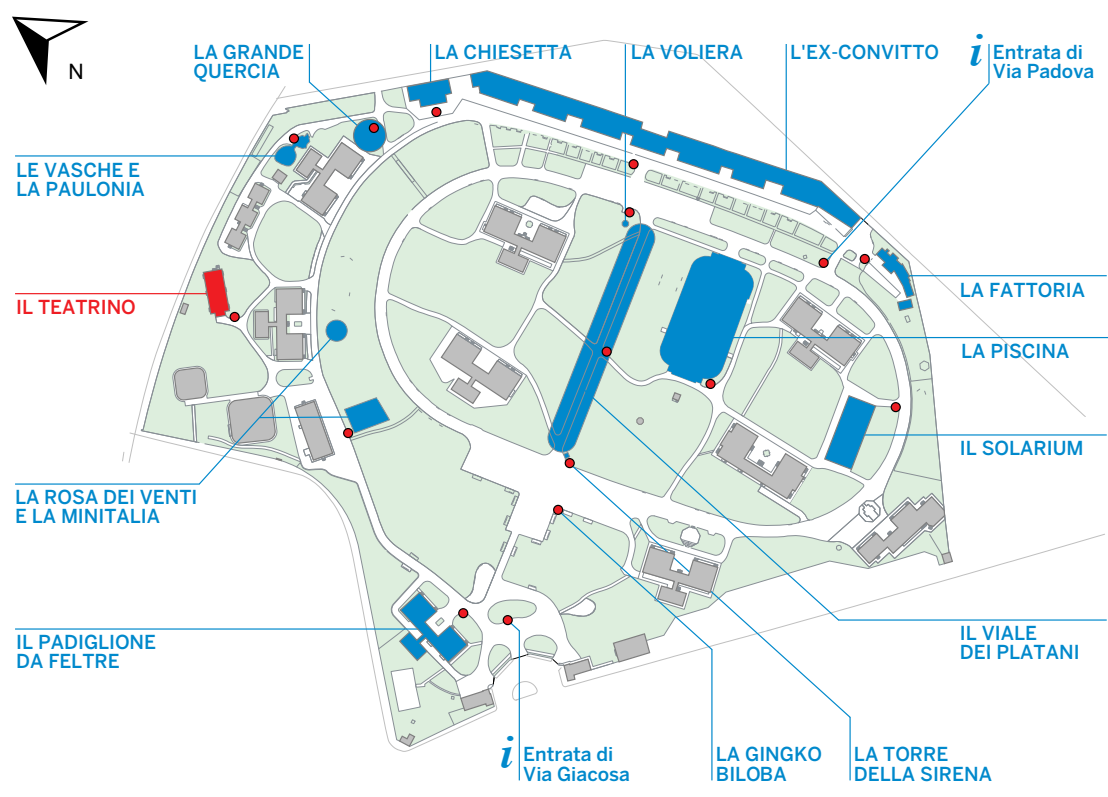 N
LA GRANDE
QUERCIA
LA CHIESETTA
LA VOLIERA
L'EX-CONVITTO
i Entrata di
Via Padova
LE VASCHE E
LA PAULONIA
IL TEATRINO
LA FATTORIA
LA PISCINA
IL SOLARIUM
LA ROSA DEI VENTI
E LA MINITALIA
IL PADIGLIONE
DA FELTRE
IL VIALE
DEI PLATANI
i Entrata di
Via Giacosa
LA GINGKO
BILOBA
LA TORRE
DELLA SIRENA